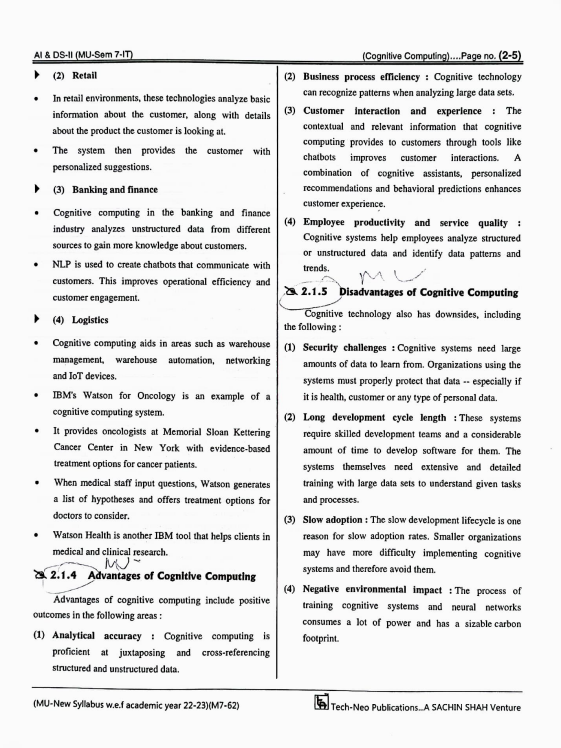 AI & DS-II (MU-Sem 7-IT)
(Cognitive Computing)....Page no. (2-5)
(2) Retail
• In retail environments, these technologies analyze basic
information about the customer, along with details
about the product the customer is looking at.
• The system then provides the customer with
personalized suggestions.
(3) Banking and finance
• Cognitive computing in the banking and finance
industry analyzes unstructured data from different
sources to gain more knowledge about customers.
• NLP is used to create chatbots that communicate with
customers. This improves operational efficiency and
customer engagement.
(4) Logistics
• Cognitive computing aids in areas such as warehouse
management, warehouse automation, networking
and IoT devices.
• IBM's Watson for Oncology is an example of a
cognitive computing system.
• It provides oncologists at Memorial Sloan Kettering
Cancer Center in New York with evidence-based
treatment options for cancer patients.
• When medical staff input questions, Watson generates
a list of hypotheses and offers treatment options for
doctors to consider.
• Watson Health is another IBM tool that helps clients in
medical and clinical research.
MU
2.1.4 Advantages of Cognitive Computing
Advantages of cognitive computing include positive
outcomes in the following areas :
(1) Analytical accuracy : Cognitive computing is
proficient at juxtaposing and cross-referencing
structured and unstructured data.
(2) Business process efficiency : Cognitive technology
can recognize patterns when analyzing large data sets.
(3) Customer interaction and experience : The
contextual and relevant information that cognitive
computing provides to customers through tools like
chatbots improves customer interactions. A
combination of cognitive assistants, personalized
recommendations and behavioral predictions enhances
customer experience.
(4) Employee productivity and service quality :
Cognitive systems help employees analyze structured
or unstructured data and identify data patterns and
trends.
MU
2.1.5 Disadvantages of Cognitive Computing
Cognitive technology also has downsides, including
the following :
(1) Security challenges : Cognitive systems need large
amounts of data to learn from. Organizations using the
systems must properly protect that data -- especially if
it is health, customer or any type of personal data.
(2) Long development cycle length : These systems
require skilled development teams and a considerable
amount of time to develop software for them. The
systems themselves need extensive and detailed
training with large data sets to understand given tasks
and processes.
(3) Slow adoption : The slow development lifecycle is one
reason for slow adoption rates. Smaller organizations
may have more difficulty implementing cognitive
systems and therefore avoid them.
(4) Negative environmental impact : The process of
training cognitive systems and neural networks
consumes a lot of power and has a sizable carbon
footprint.
(MU-New Syllabus w.e.f academic year 22-23)(M7-62)
Tech-Neo Publications...A SACHIN SHAH Venture